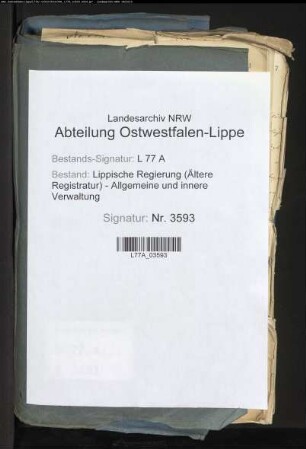 Landesarchiv NRW
Abteilung Ostwestfalen-Lippe
Bestands-Signatur: L 77 A
Bestand: Lippische Regierung (Ältere
Registratur) - Allgemeine und innere
Verwaltung
Signatur: Nr. 3593
L77A_03593